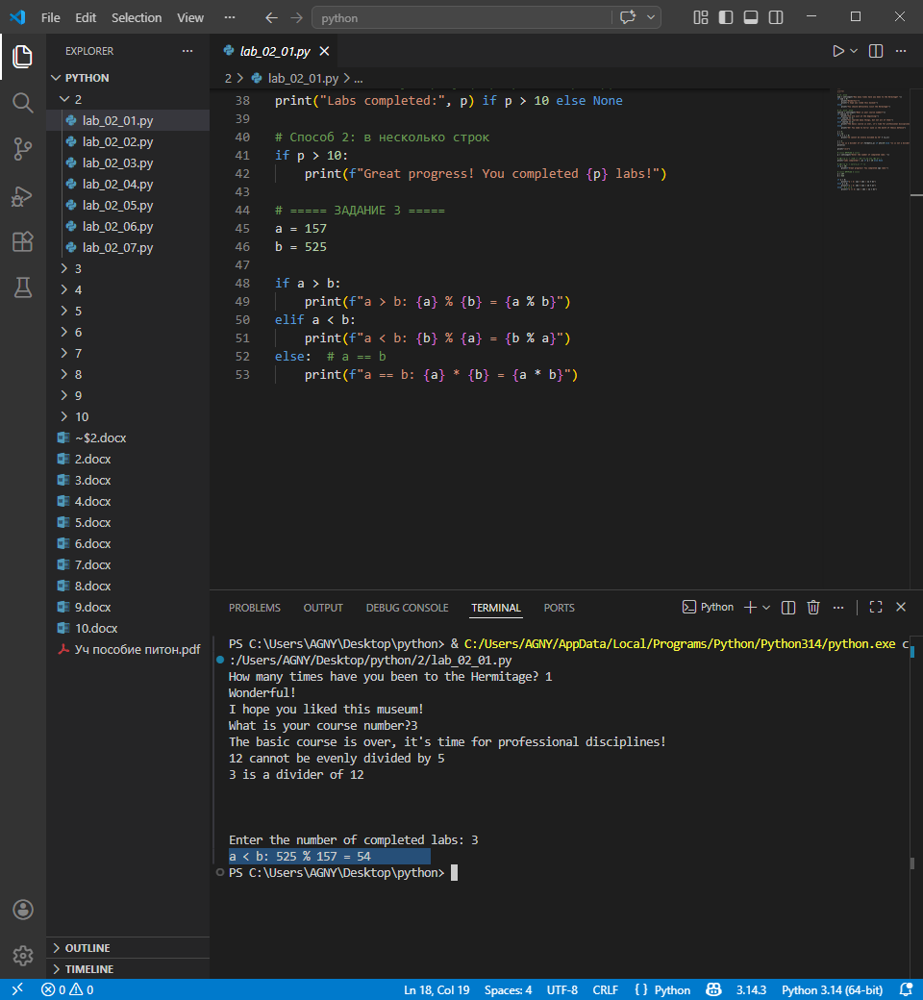 File Edit Selection View ··· python
EXPLORER ···
PYTHON
2
lab_02_01.py
lab_02_02.py
lab_02_03.py
lab_02_04.py
lab_02_05.py
lab_02_06.py
lab_02_07.py
3
4
5
6
7
8
9
10
~$2.docx
2.docx
3.docx
4.docx
5.docx
6.docx
7.docx
8.docx
9.docx
10.docx
Уч пособие питон.pdf
OUTLINE
TIMELINE
lab_02_01.py
2 > lab_02_01.py > ...
38 print("Labs completed:", p) if p > 10 else None
39
40 # Способ 2: в несколько строк
41 if p > 10:
42     print(f"Great progress! You completed {p} labs!")
43
44 # ===== ЗАДАНИЕ 3 =====
45 a = 157
46 b = 525
47
48 if a > b:
49     print(f"a > b: {a} % {b} = {a % b}")
50 elif a < b:
51     print(f"a < b: {b} % {a} = {b % a}")
52 else:  # a == b
53     print(f"a == b: {a} * {b} = {a * b}")
PROBLEMS OUTPUT DEBUG CONSOLE TERMINAL PORTS Python
PS C:\Users\AGNY\Desktop\python> & C:/Users/AGNY/AppData/Local/Programs/Python/Python314/python.exe c
:/Users/AGNY/Desktop/python/2/lab_02_01.py
How many times have you been to the Hermitage? 1
Wonderful!
I hope you liked this museum!
What is your course number?3
The basic course is over, it's time for professional disciplines!
12 cannot be evenly divided by 5
3 is a divider of 12
Enter the number of completed labs: 3
a < b: 525 % 157 = 54
PS C:\Users\AGNY\Desktop\python>
0 0 Ln 18, Col 19 Spaces: 4 UTF-8 CRLF { } Python 3.14.3 Python 3.14 (64-bit)